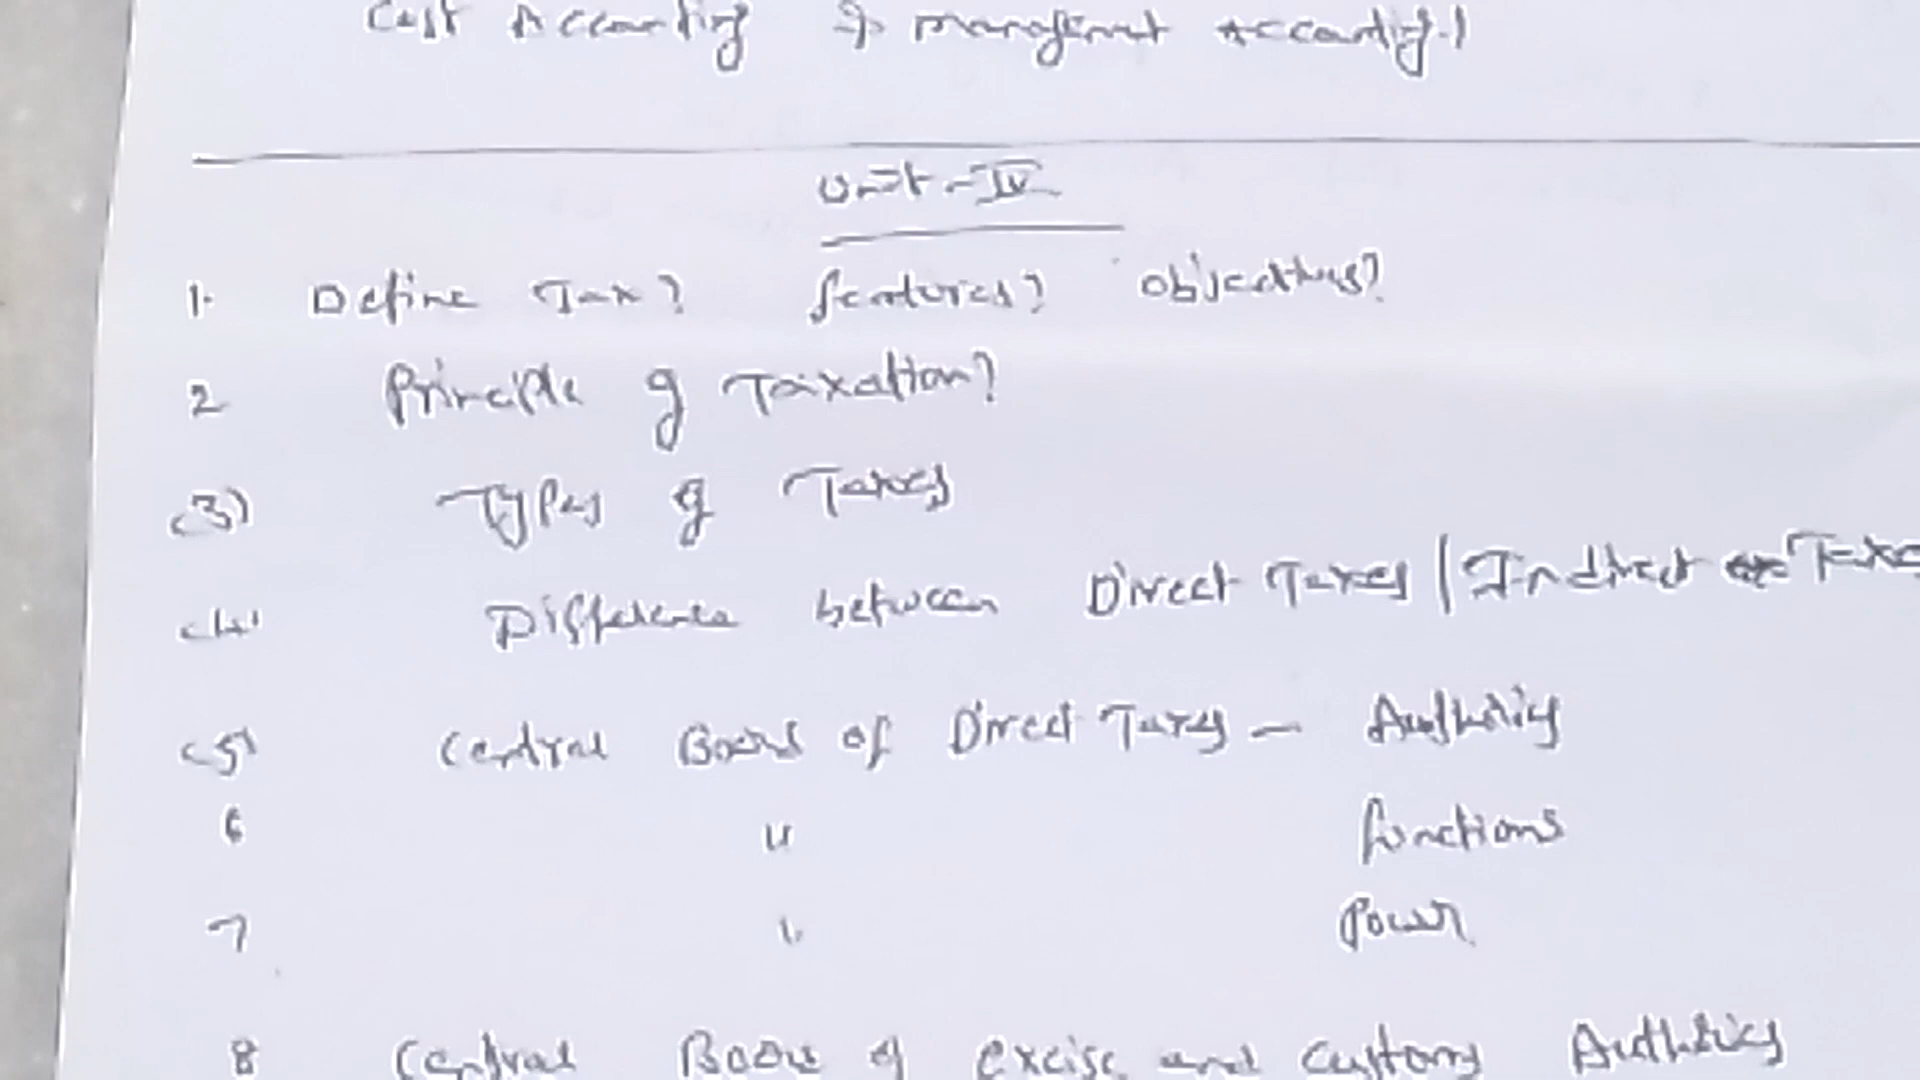 Cost Accounting & management Accounting.)
Unit - IV
1. Define Tax? features? objectives?
2 Principle of Taxation?
(3) Types of Taxes
(4) Difference between Direct Taxes | Indirect Taxes
(5) Central Board of Direct Taxes - Authority
6 " functions
7 " Power
8 Central Board of excise and customs Authorities